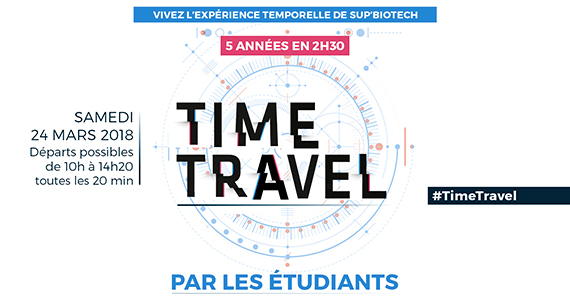 VIVEZ L'EXPÉRIENCE TEMPORELLE DE SUP'BIOTECH
5 ANNÉES EN 2H30
SAMEDI
24 MARS 2018
Départs possibles
de 10h à 14h20
toutes les 20 min
TIME
TRAVEL
#TimeTravel
PAR LES ÉTUDIANTS